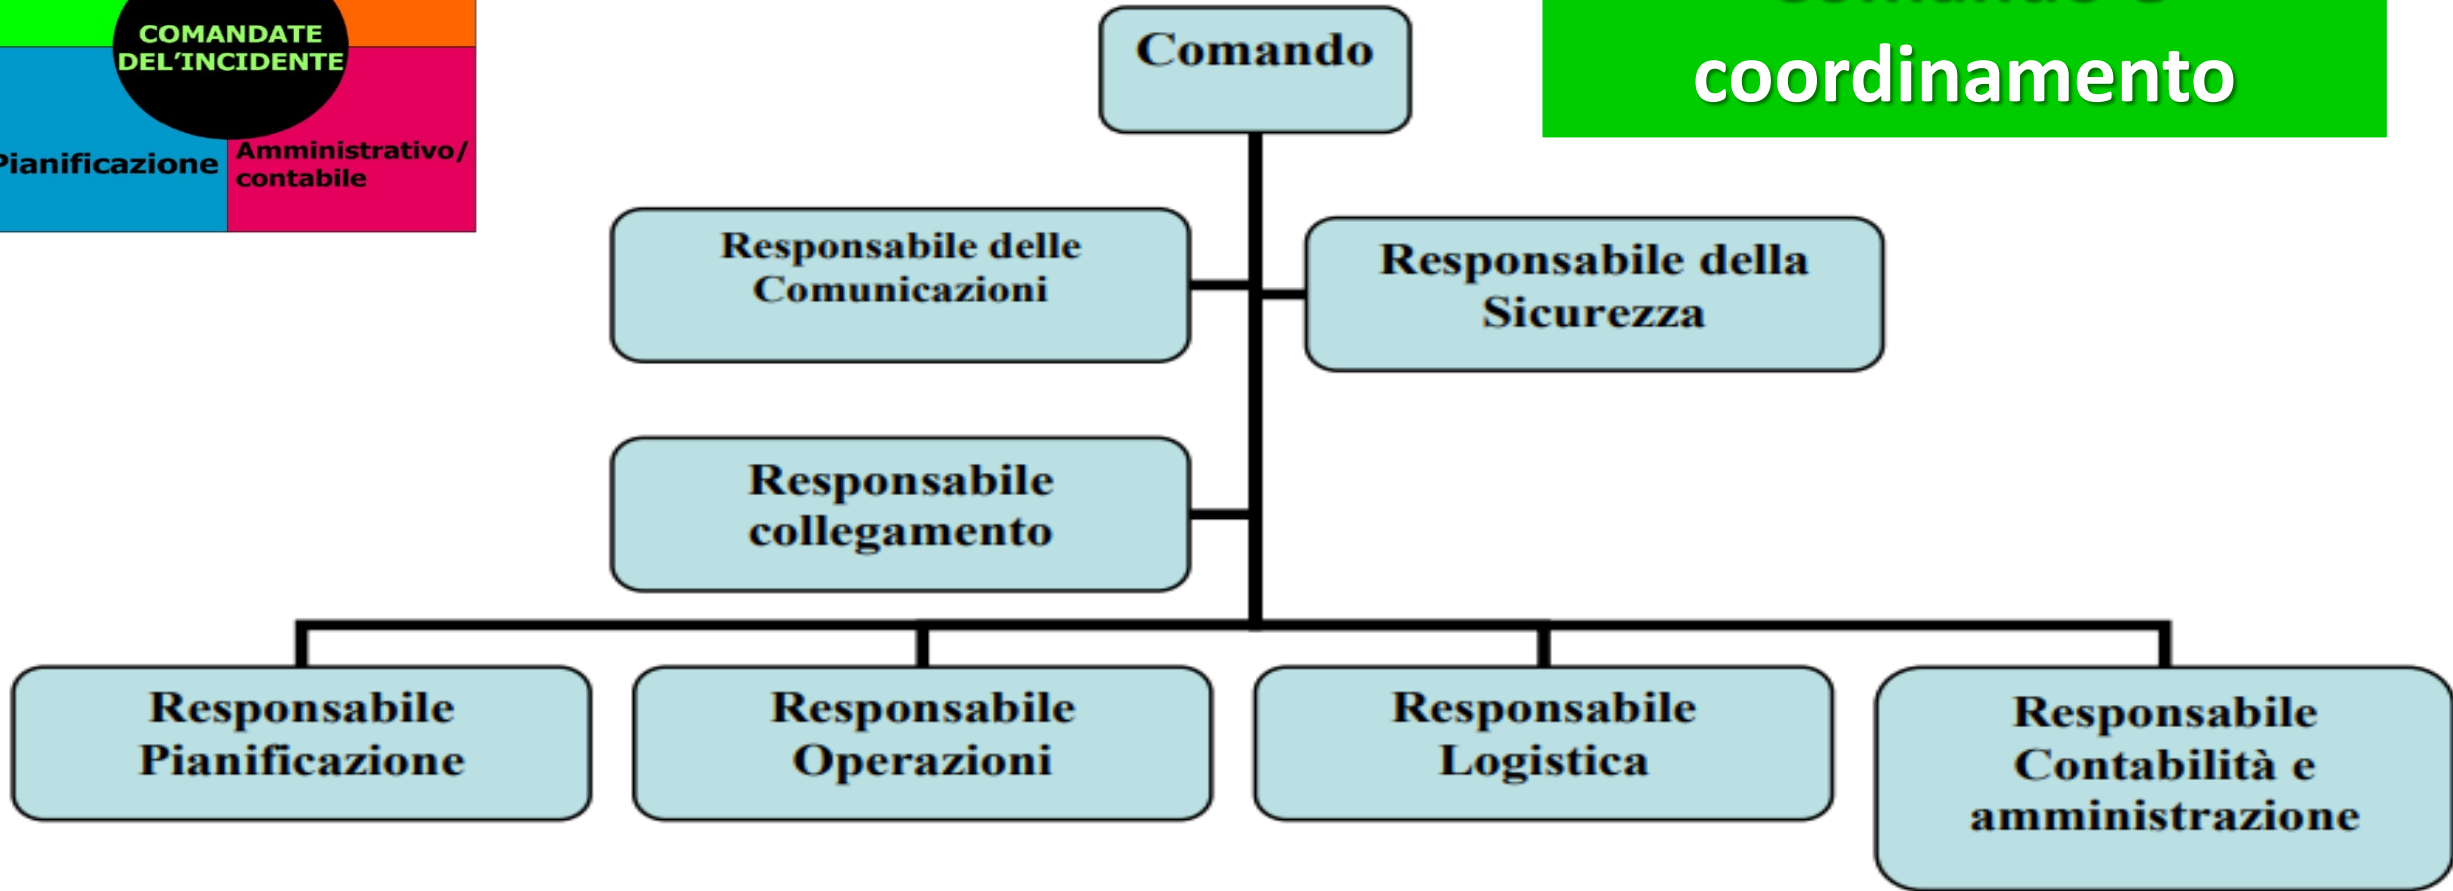 COMANDATE
DEL'INCIDENTE
Pianificazione
Amministrativo/
contabile
coordinamento
Comando
Responsabile delle
Comunicazioni
Responsabile della
Sicurezza
Responsabile
collegamento
Responsabile
Pianificazione
Responsabile
Operazioni
Responsabile
Logistica
Responsabile
Contabilità e
amministrazione